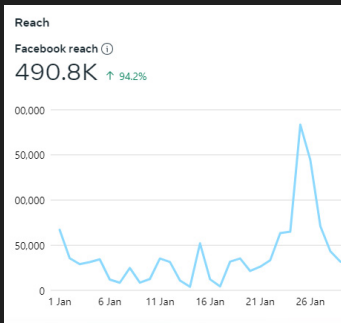 Reach
Facebook reach
490.8K ↑ 94.2%
00,000
50,000
00,000
50,000
0
1 Jan 6 Jan 11 Jan 16 Jan 21 Jan 26 Jan